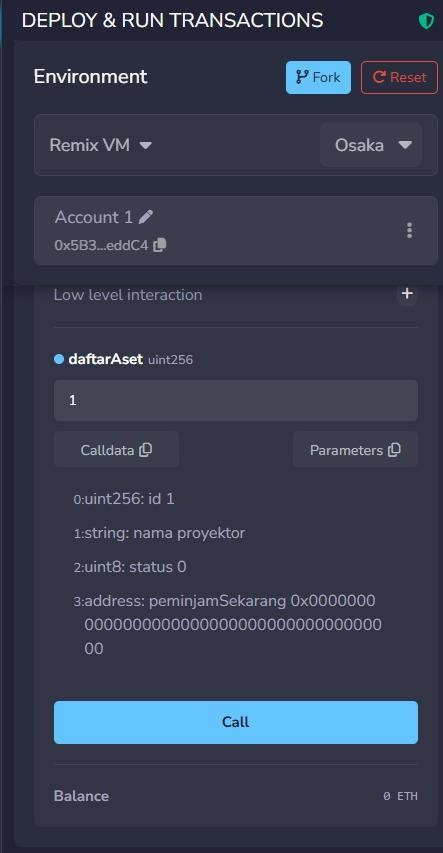 DEPLOY & RUN TRANSACTIONS
Environment
Fork
Reset
Remix VM
Osaka
Account 1
0x5B3...eddC4
Low level interaction
+
daftarAset uint256
1
Calldata
Parameters
0:uint256: id 1
1:string: nama proyektor
2:uint8: status 0
3:address: peminjamSekarang 0x0000000
0000000000000000000000000000000
00
Call
Balance
0 ETH